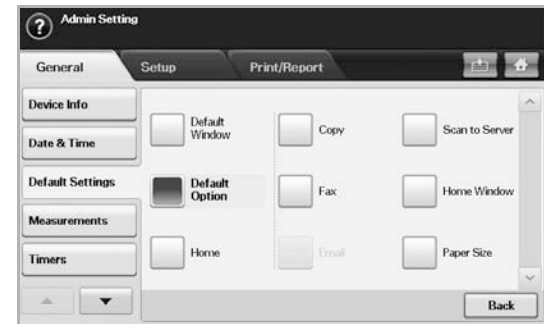 ? Admin Setting
General Setup Print/Report
Device Info
Date & Time
Default Settings
Measurements
Timers
Default
Window
Copy
Scan to Server
Default
Option
Fax
Home Window
Home
Email
Paper Size
Back